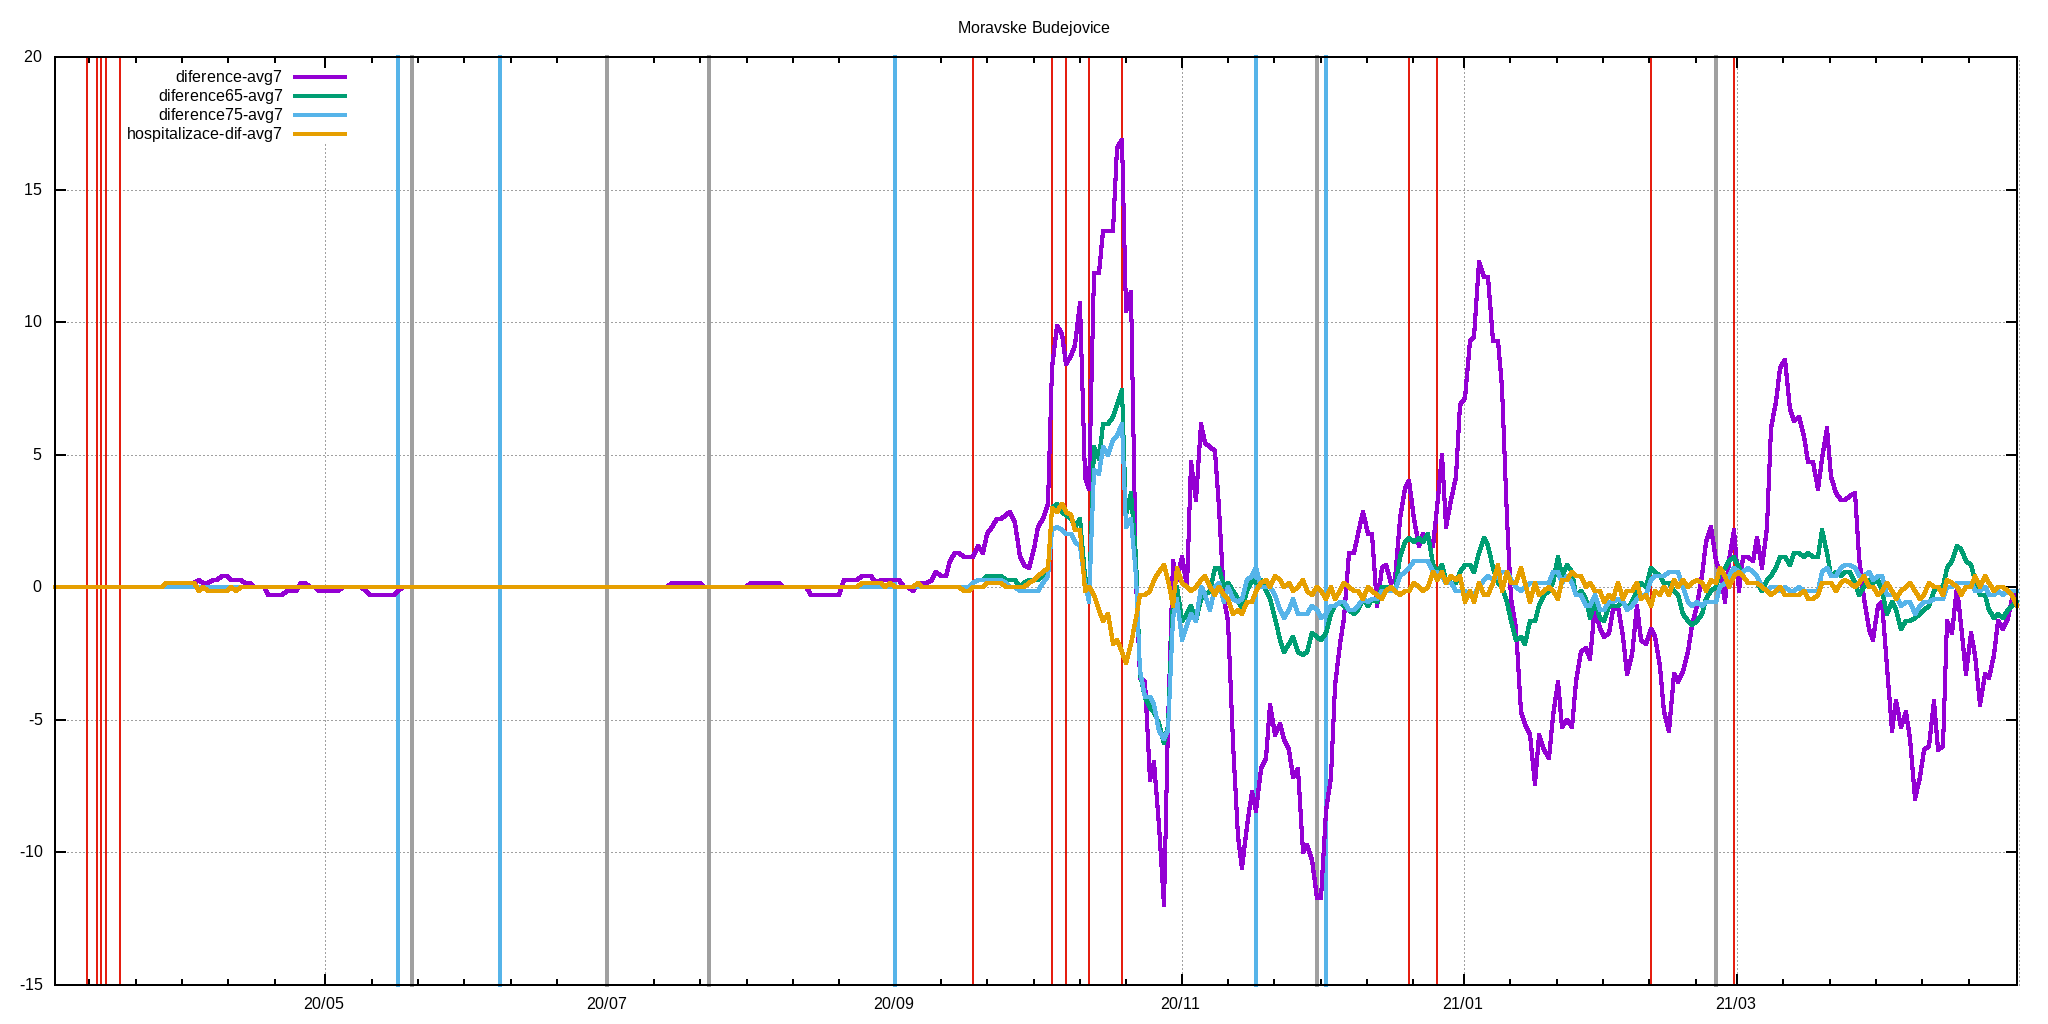 Moravske Budejovice
20
diference-avg7
diference65-avg7
diference75-avg7
hospitalizace-dif-avg7
15
10
5
0
-5
-10
-15
20/05 20/07 20/09 20/11 21/01 21/03